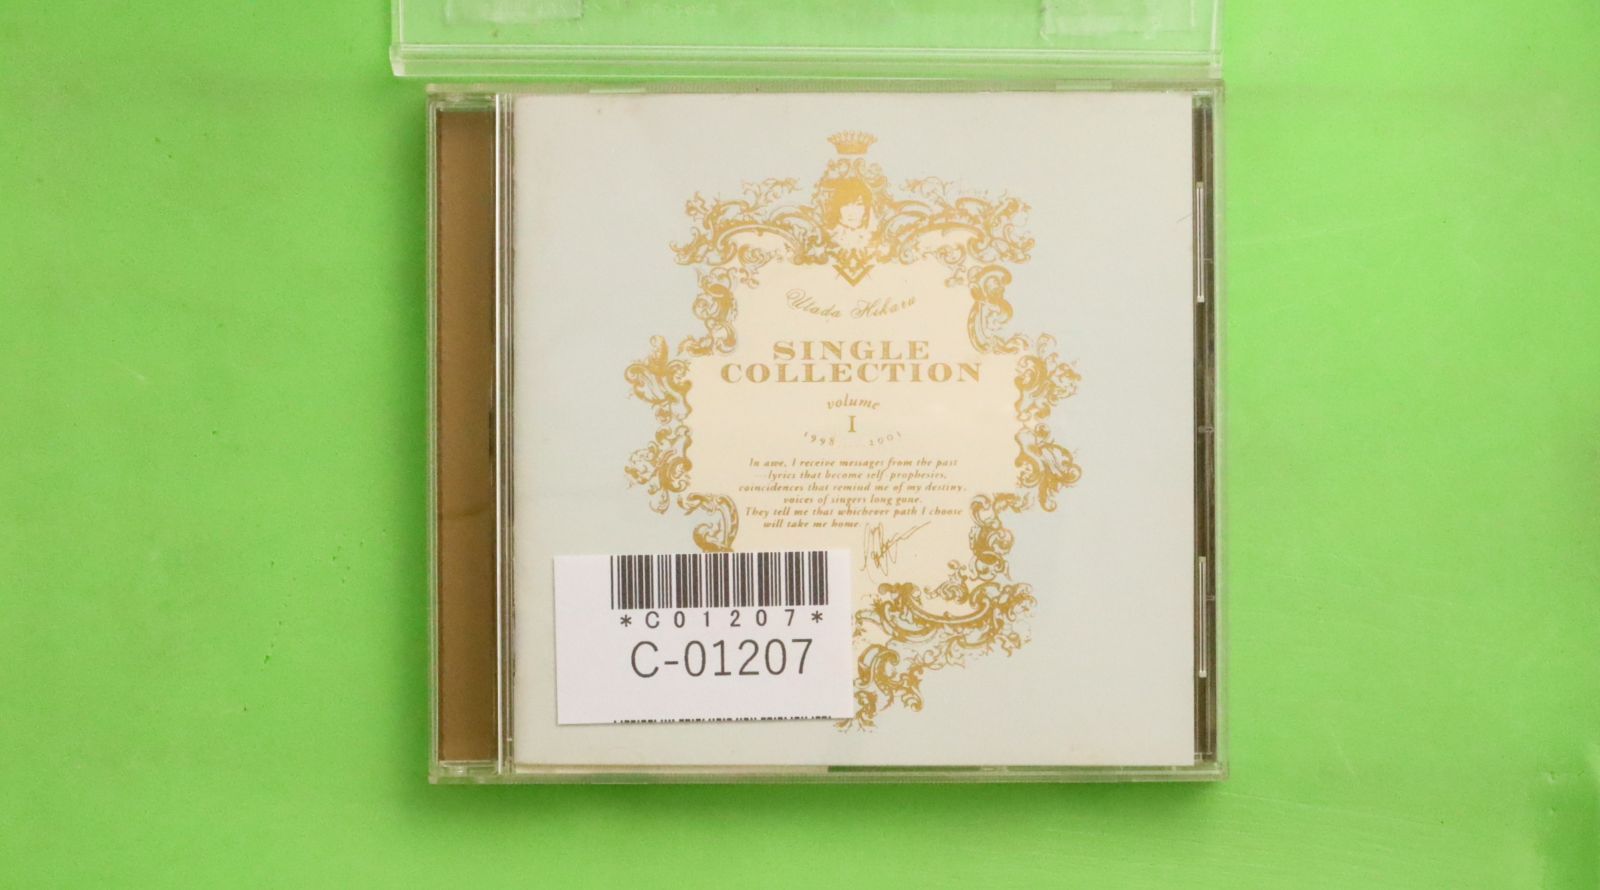 Utada Hikaru
SINGLE
COLLECTION
volume
I
1998 2001
In awe, I receive messages from the past
—lyrics that become self-prophesies,
coincidences that remind me of my destiny,
voices of singers long gone.
They tell me that whichever path I choose
will take me home.
*C01207*
C-01207